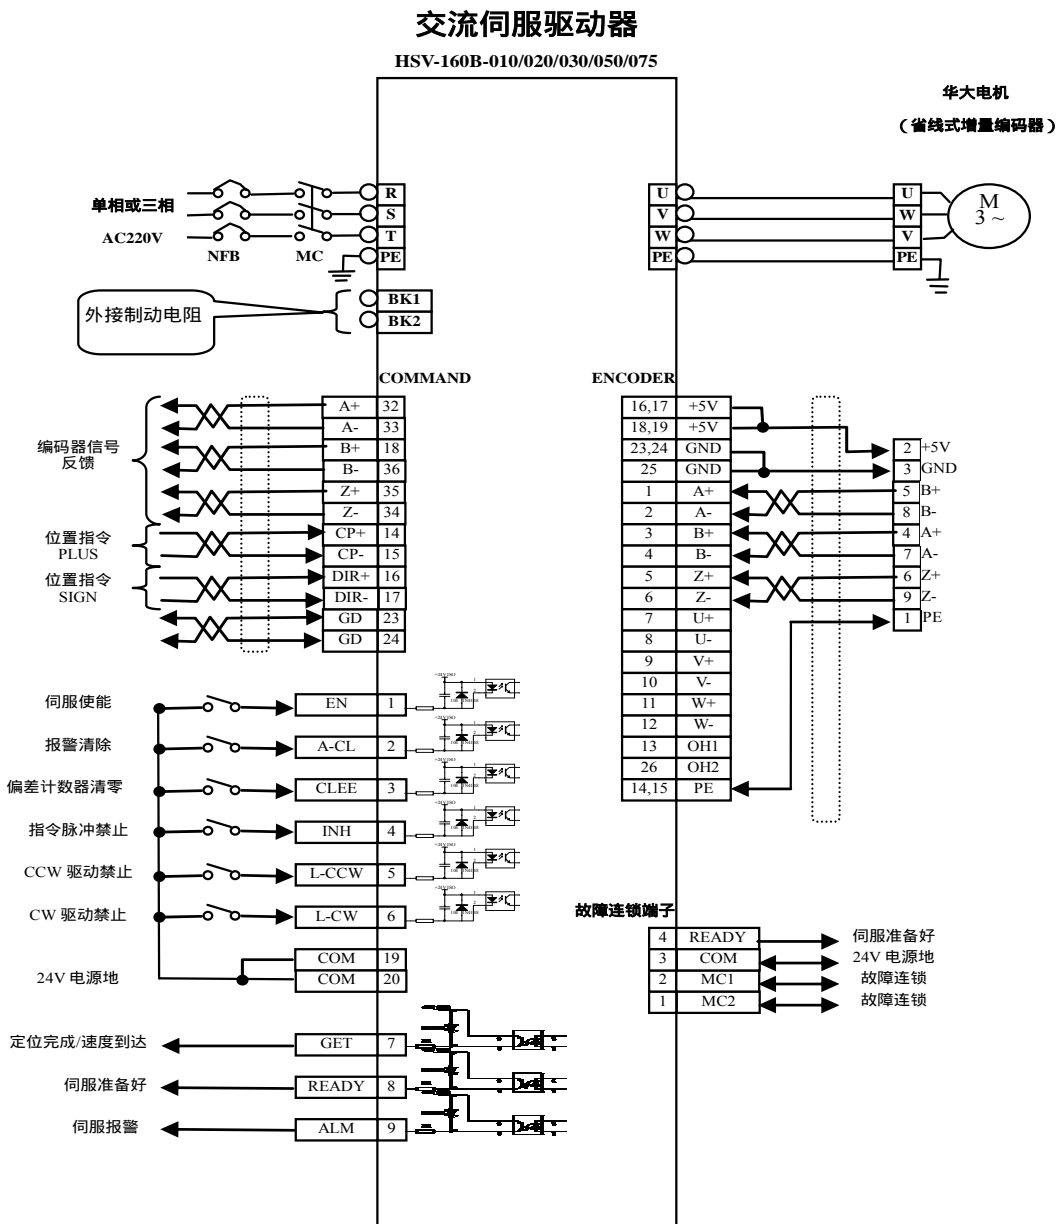 交流伺服驱动器
HSV-160B-010/020/030/050/075
华大电机
（省线式增量编码器）
单相或三相
AC220V
NFB
MC
R
S
T
PE
U
V
W
PE
U
W
V
PE
M
3 ~
外接制动电阻
BK1
BK2
COMMAND
编码器信号
反馈
A+ 32
A- 33
B+ 18
B- 36
Z+ 35
Z- 34
位置指令
PLUS
CP+ 14
CP- 15
位置指令
SIGN
DIR+ 16
DIR- 17
GD 23
GD 24
ENCODER
16,17 +5V
18,19 +5V
23,24 GND
25 GND
1 A+
2 A-
3 B+
4 B-
5 Z+
6 Z-
7 U+
8 U-
9 V+
10 V-
11 W+
12 W-
13 OH1
26 OH2
14,15 PE
2 +5V
3 GND
5 B+
8 B-
4 A+
7 A-
6 Z+
9 Z-
1 PE
伺服使能 EN 1
报警清除 A-CL 2
偏差计数器清零 CLEE 3
指令脉冲禁止 INH 4
CCW 驱动禁止 L-CCW 5
CW 驱动禁止 L-CW 6
COM 19
24V 电源地 COM 20
定位完成/速度到达 GET 7
伺服准备好 READY 8
伺服报警 ALM 9
故障连锁端子
4 READY 伺服准备好
3 COM 24V 电源地
2 MC1 故障连锁
1 MC2 故障连锁